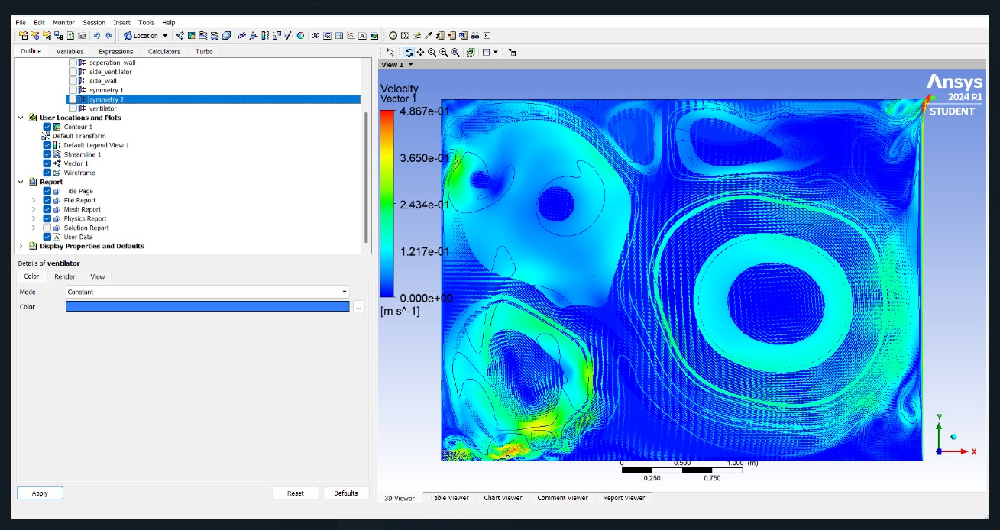 File Edit Monitor Session Insert Tools Help
Location
Outline Variables Expressions Calculators Turbo
seperation_wall
side_ventilator
side_wall
symmetry 1
symmetry 2
ventilator
User Locations and Plots
Contour 1
Default Transform
Default Legend View 1
Streamline 1
Vector 1
Wireframe
Report
Title Page
File Report
Mesh Report
Physics Report
Solution Report
User Data
Display Properties and Defaults
Details of ventilator
Color Render View
Mode Constant
Color ...
Apply Reset Defaults
View 1
Velocity
Vector 1
4.867e-01
3.650e-01
2.434e-01
1.217e-01
0.000e+00
[m s^-1]
Ansys
2024 R1
STUDENT
Y
X
0 0.500 1.000 (m)
0.250 0.750
3D Viewer Table Viewer Chart Viewer Comment Viewer Report Viewer